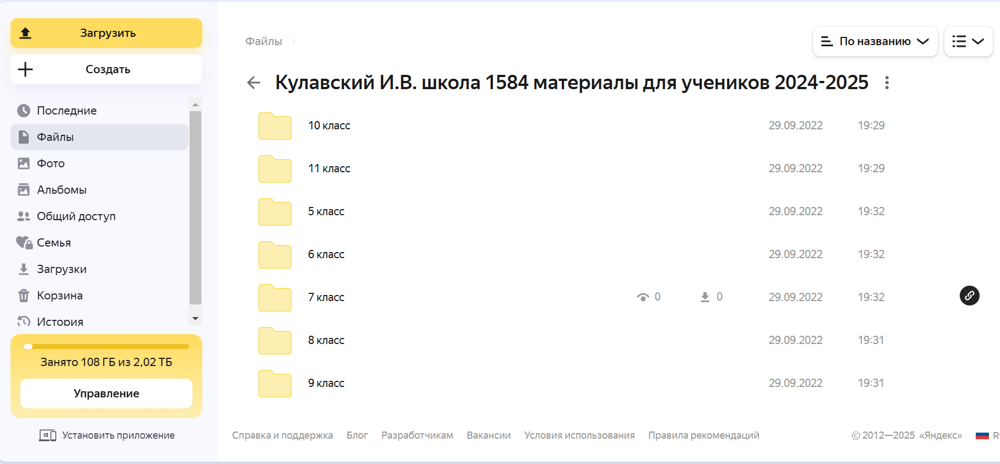 Загрузить
Создать
Последние
Файлы
Фото
Альбомы
Общий доступ
Семья
Загрузки
Корзина
История
Занято 108 ГБ из 2,02 ТБ
Управление
Установить приложение
Файлы
По названию
Кулавский И.В. школа 1584 материалы для учеников 2024-2025
10 класс 29.09.2022 19:29
11 класс 29.09.2022 19:29
5 класс 29.09.2022 19:32
6 класс 29.09.2022 19:32
7 класс 0 0 29.09.2022 19:32
8 класс 29.09.2022 19:31
9 класс 29.09.2022 19:31
Справка и поддержка Блог Разработчикам Вакансии Условия использования Правила рекомендаций © 2012—2025 «Яндекс»